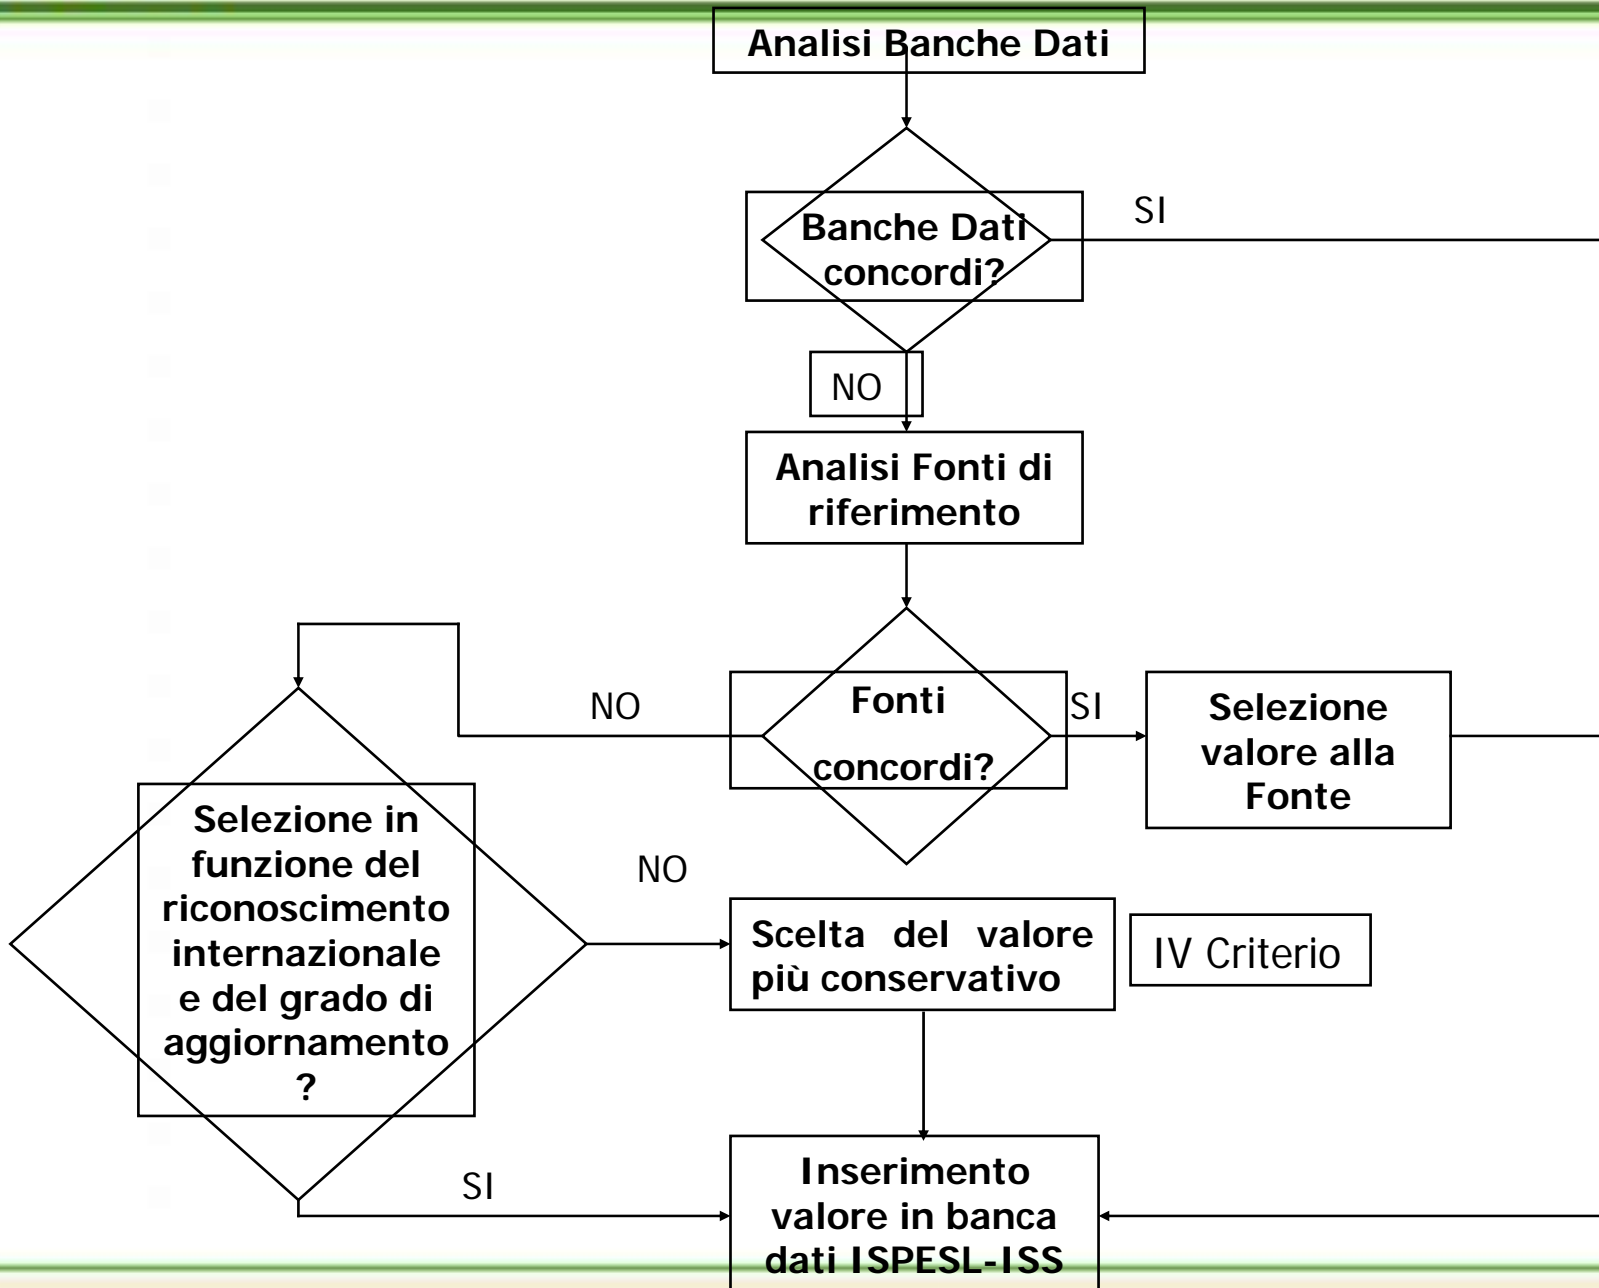 Analisi Banche Dati
SI
Banche Dati
concordi?
NO
Analisi Fonti di
riferimento
NO
Fonti
concordi?
SI
Selezione
valore alla
Fonte
Selezione in
funzione del
riconoscimento
internazionale
e del grado di
aggiornamento
?
NO
Scelta del valore
più conservativo
IV Criterio
SI
Inserimento
valore in banca
dati ISPESL-ISS